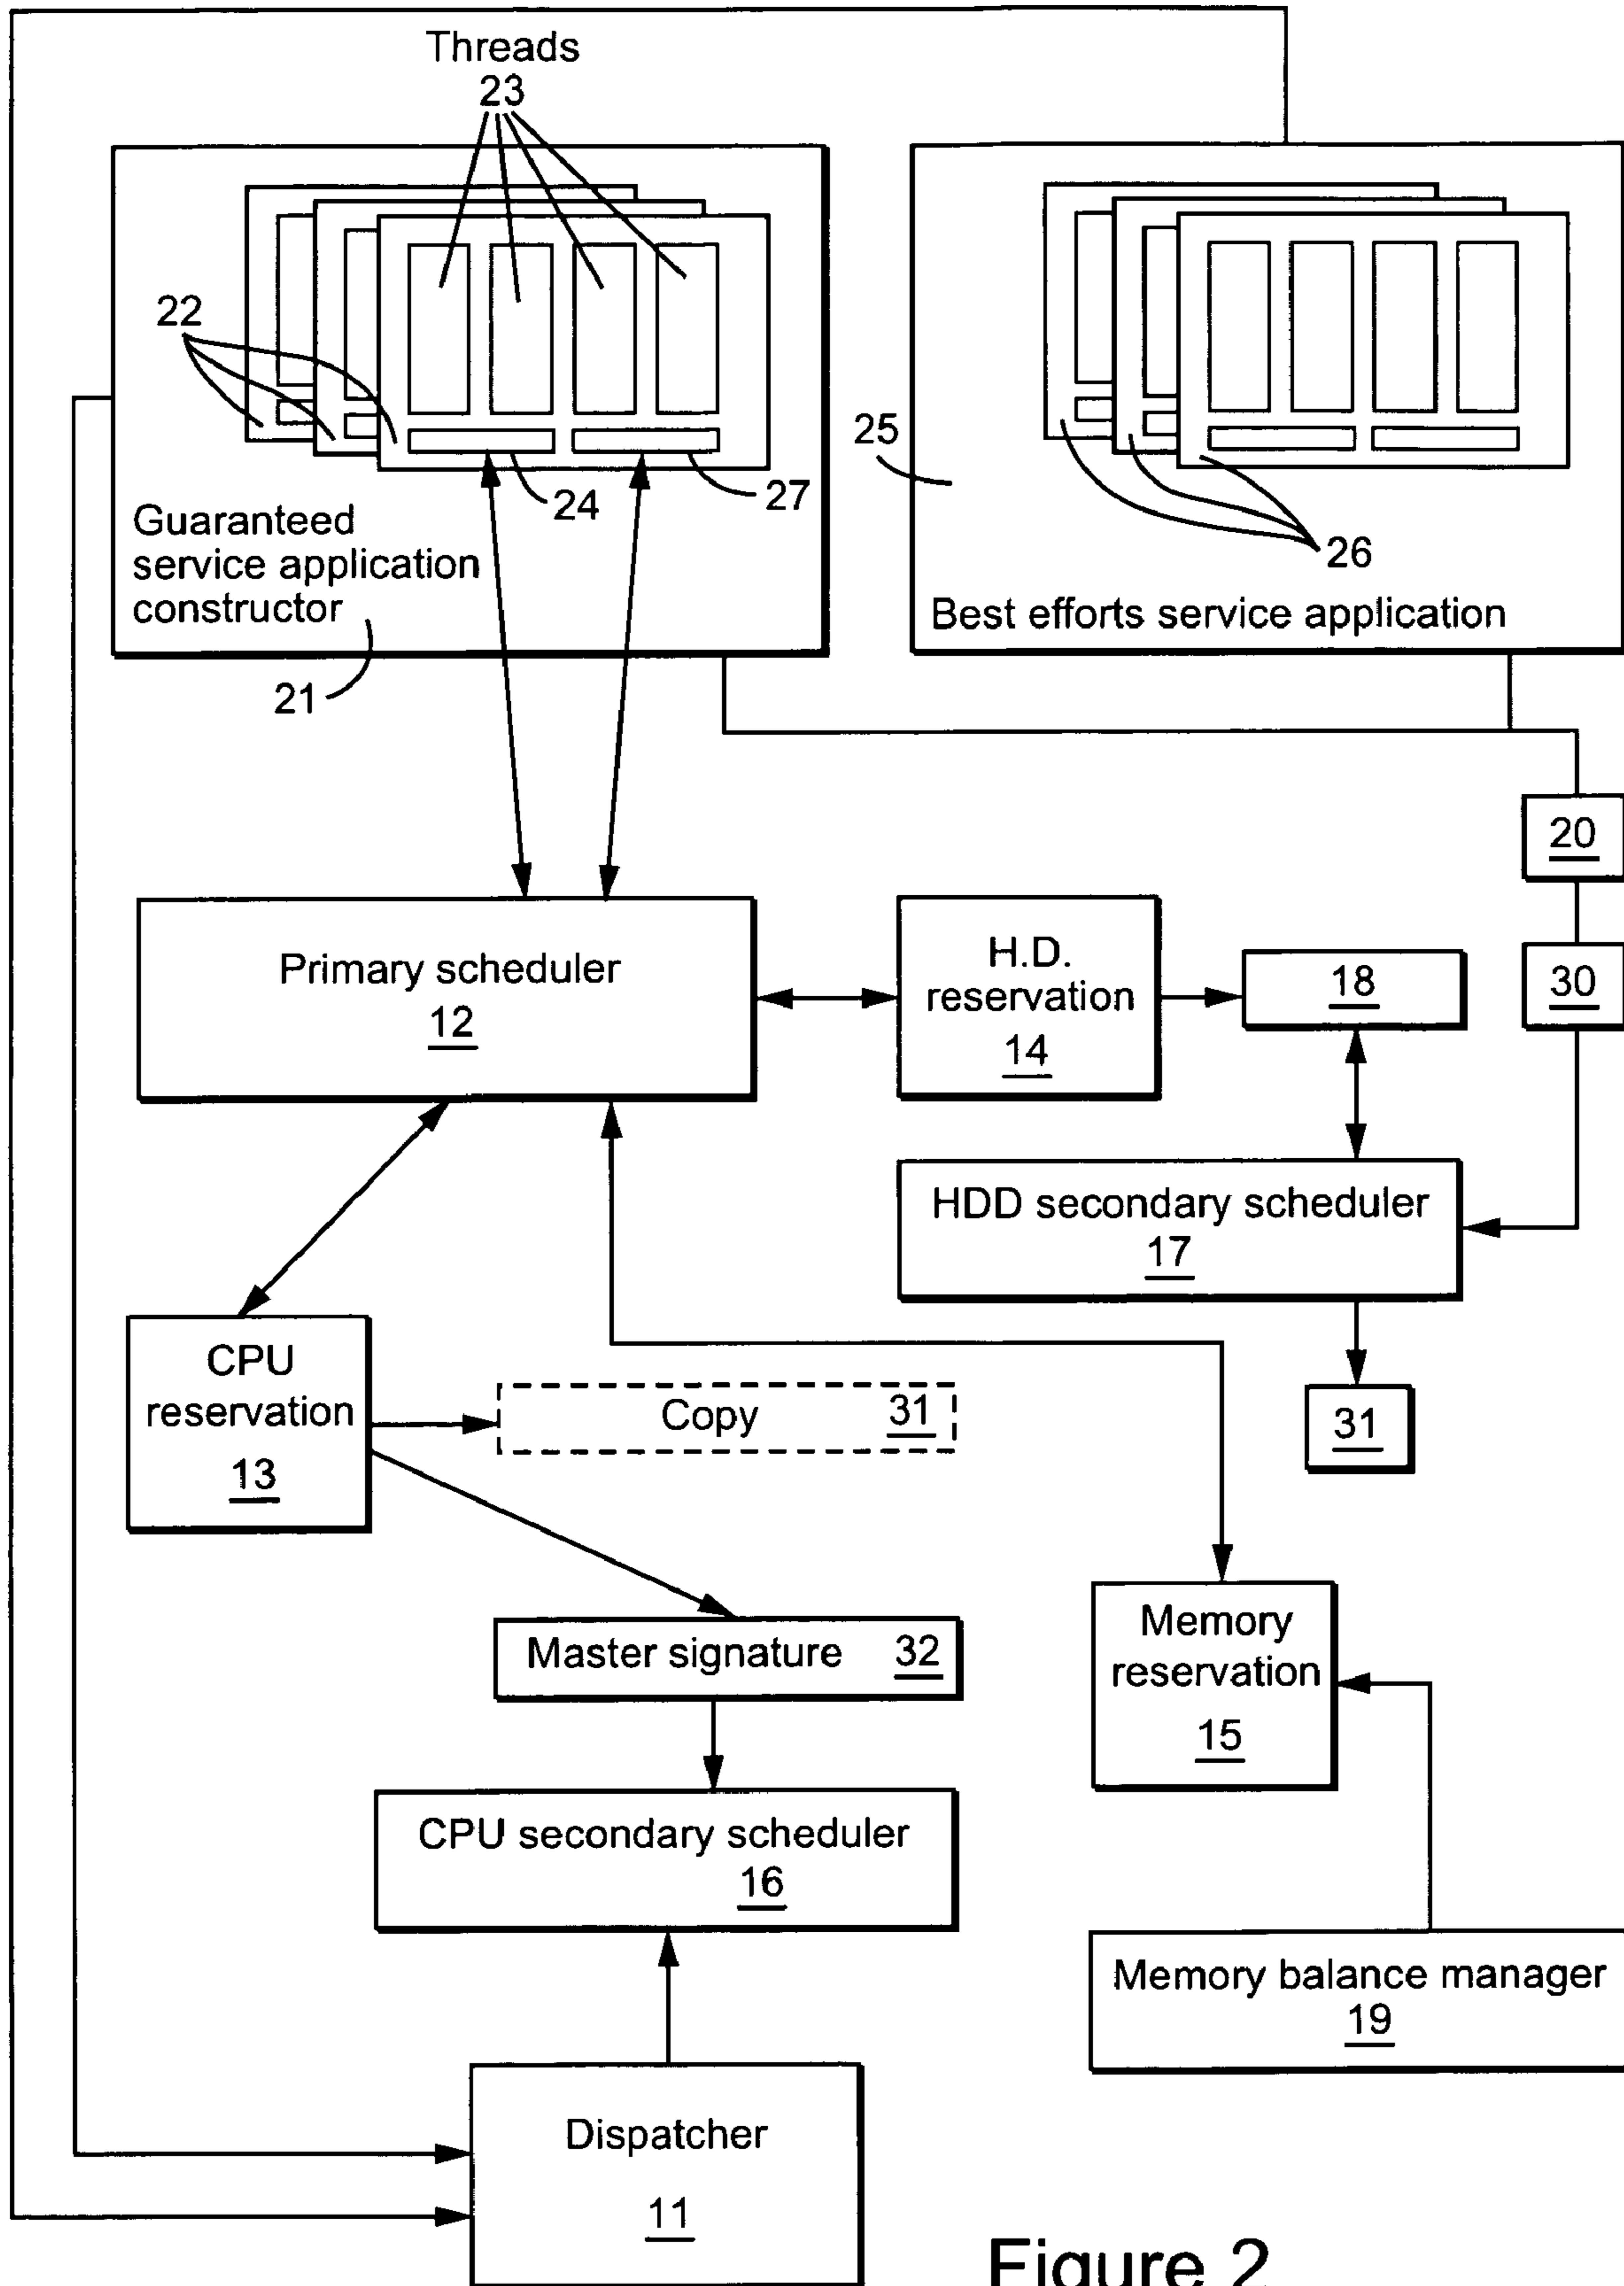 Threads
23
22
24
27
Guaranteed
service application
constructor
21
25
26
Best efforts service application
20
30
Primary scheduler
12
H.D.
reservation
14
18
HDD secondary scheduler
17
31
CPU
reservation
13
Copy 31
Master signature 32
Memory
reservation
15
CPU secondary scheduler
16
Memory balance manager
19
Dispatcher
11
Figure 2